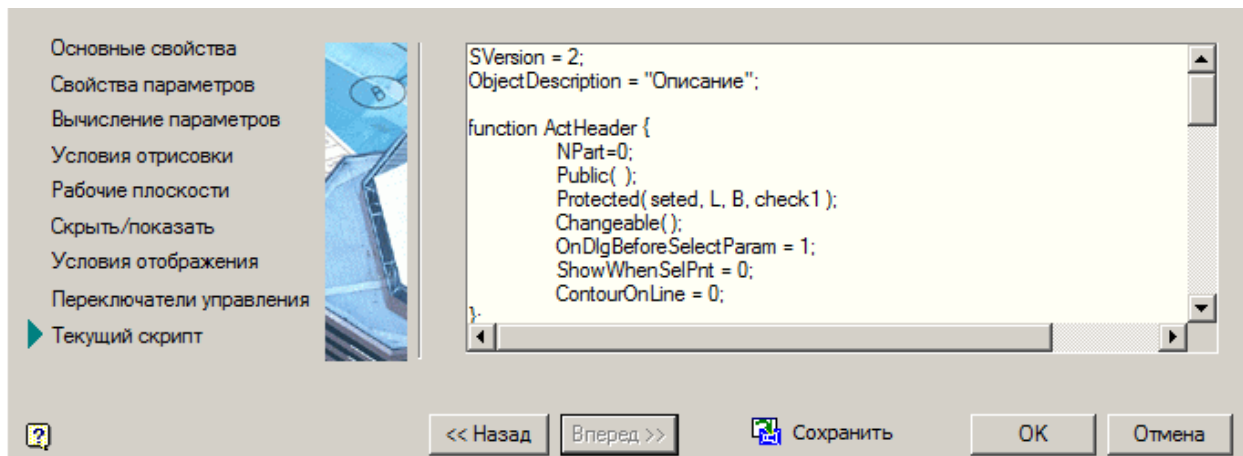 Основные свойства
Свойства параметров
Вычисление параметров
Условия отрисовки
Рабочие плоскости
Скрыть/показать
Условия отображения
Переключатели управления
Текущий скрипт
B
SVersion = 2;
ObjectDescription = "Описание";
function ActHeader {
NPart=0;
Public( );
Protected( seted, L, B, check1 );
Changeable( );
OnDlgBeforeSelectParam = 1;
ShowWhenSelPnt = 0;
ContourOnLine = 0;
};
?
<< Назад
Вперед >>
Сохранить
OK
Отмена